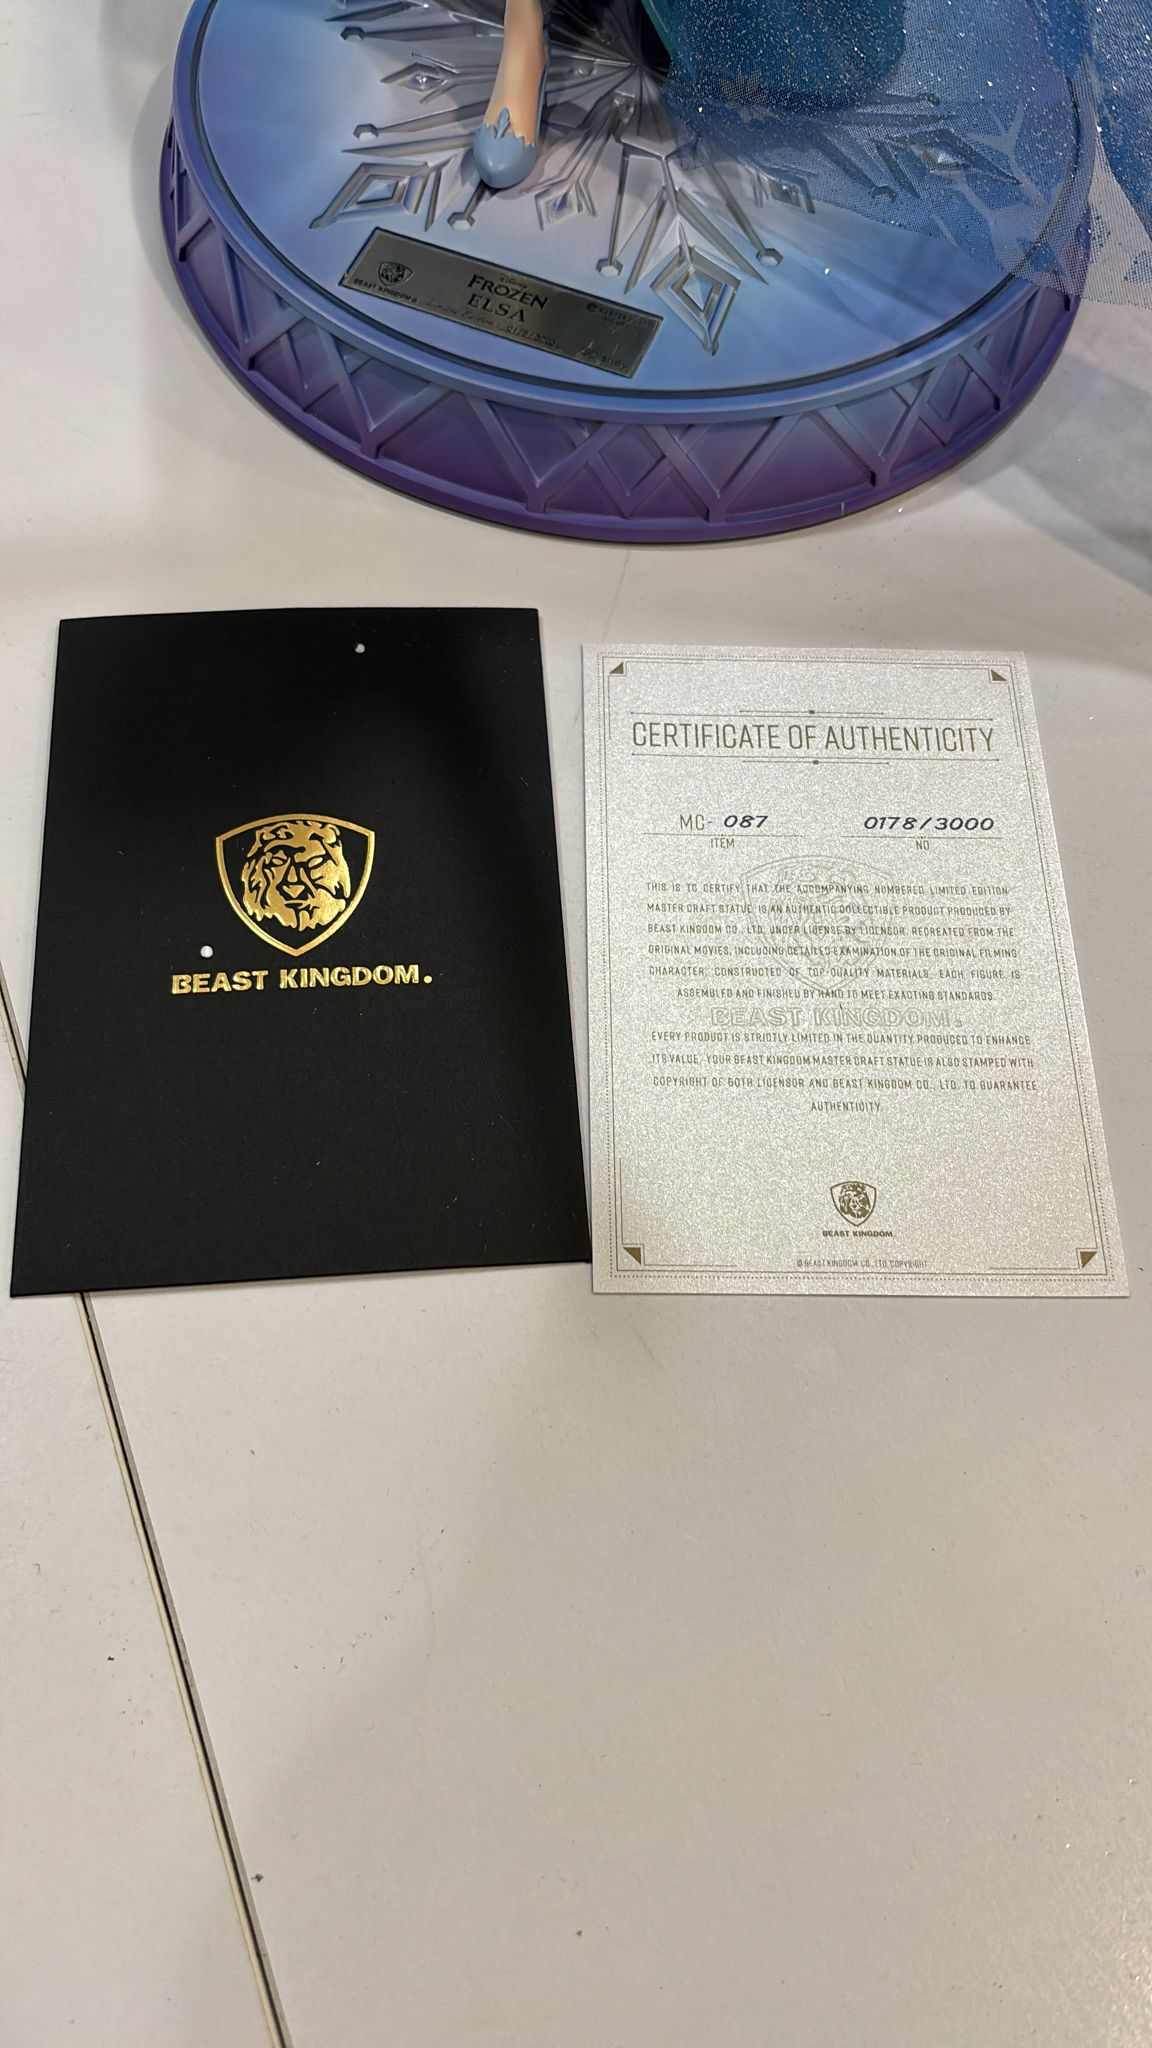 Disney
FROZEN
ELSA
BEAST KINGDOM
Limited Edition 0178/3000
©Disney
BEAST KINGDOM.
CERTIFICATE OF AUTHENTICITY
MC- 087
ITEM
0178/3000
NO
THIS IS TO CERTIFY THAT THE ACCOMPANYING NUMBERED LIMITED EDITION
MASTER CRAFT STATUE, IS AN AUTHENTIC COLLECTIBLE PRODUCT PRODUCED BY
BEAST KINGDOM CO., LTD. UNDER LICENSE BY LICENSOR. RECREATED FROM THE
ORIGINAL MOVIES, INCLUDING DETAILED EXAMINATION OF THE ORIGINAL FILMING
CHARACTER, CONSTRUCTED OF TOP-QUALITY MATERIALS, EACH FIGURE IS
ASSEMBLED AND FINISHED BY HAND TO MEET EXACTING STANDARDS.
BEAST KINGDOM.
EVERY PRODUCT IS STRICTLY LIMITED IN THE QUANTITY PRODUCED TO ENHANCE
ITS VALUE, YOUR BEAST KINGDOM MASTER CRAFT STATUE IS ALSO STAMPED WITH
COPYRIGHT OF BOTH LICENSOR AND BEAST KINGDOM CO., LTD. TO GUARANTEE
AUTHENTICITY.
BEAST KINGDOM
© BEAST KINGDOM CO., LTD. COPYRIGHT